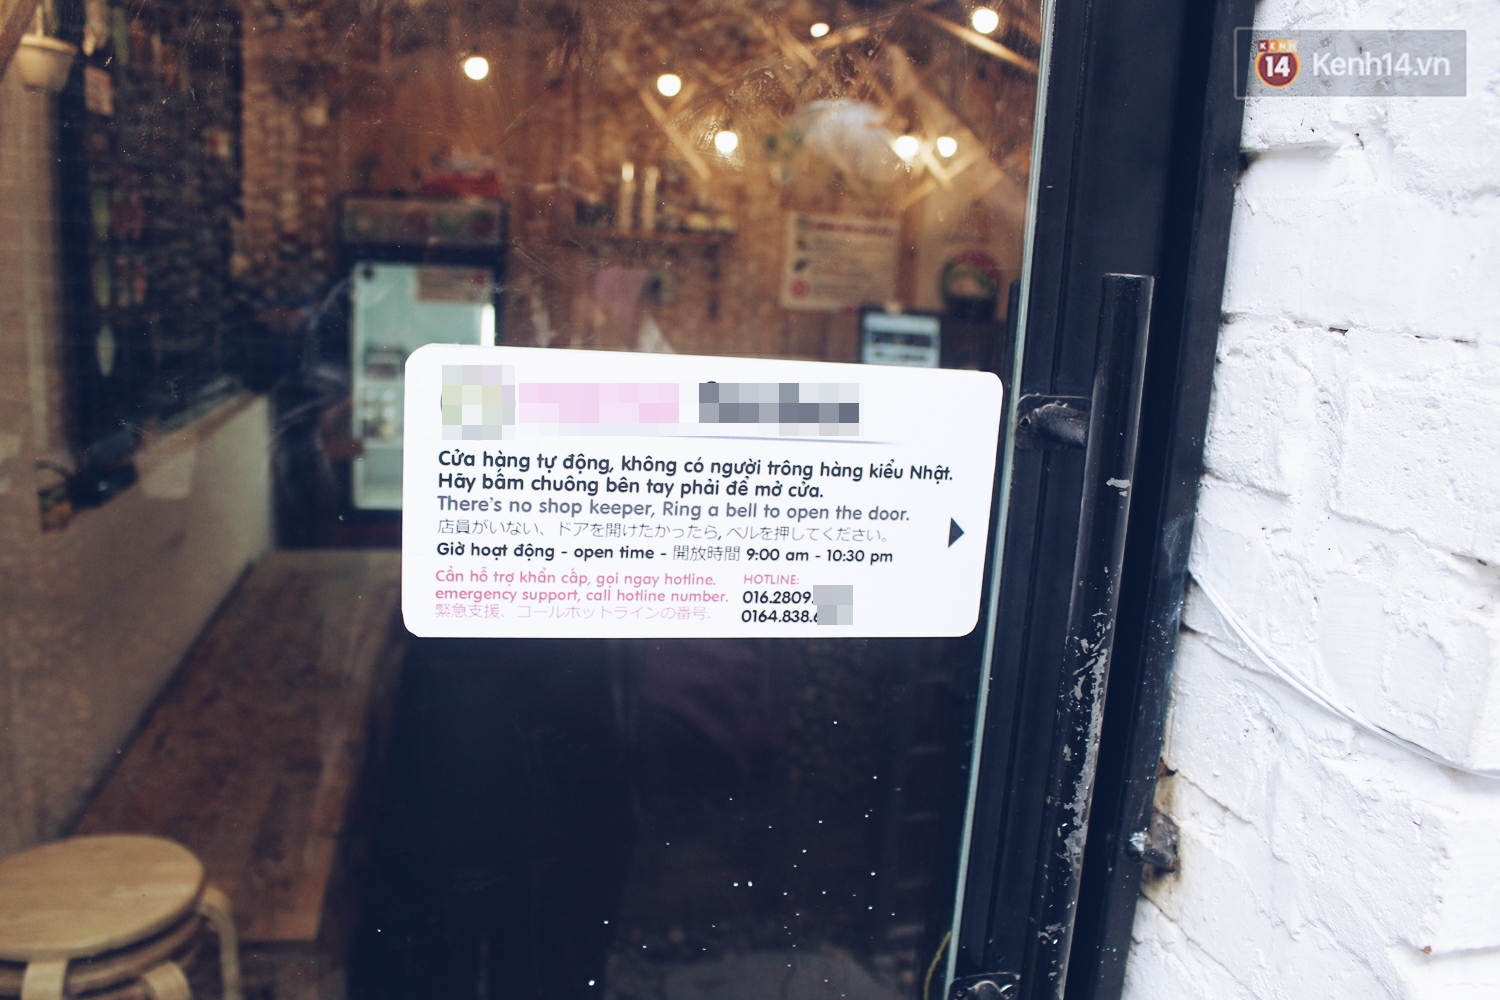 KENH
14 Kenh14.vn
Cửa hàng tự động, không có người trông hàng kiểu Nhật.
Hãy bấm chuông bên tay phải để mở cửa.
There's no shop keeper, Ring a bell to open the door.
店員がいない、ドアを開けたかったら, ベルを押してください。
Giờ hoạt động - open time - 開放時間 9:00 am - 10:30 pm
Cần hỗ trợ khẩn cấp, gọi ngay hotline.
emergency support, call hotline number.
緊急支援、コールホットラインの番号.
HOTLINE:
016.2809.
0164.838.